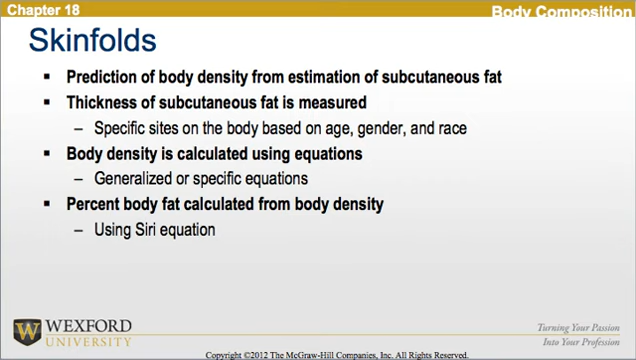 Chapter 18
Body Composition
Skinfolds
▪ Prediction of body density from estimation of subcutaneous fat
▪ Thickness of subcutaneous fat is measured
– Specific sites on the body based on age, gender, and race
▪ Body density is calculated using equations
– Generalized or specific equations
▪ Percent body fat calculated from body density
– Using Siri equation
W WEXFORD
UNIVERSITY
Turning Your Passion
Into Your Profession
Copyright ©2012 The McGraw-Hill Companies, Inc. All Rights Reserved.